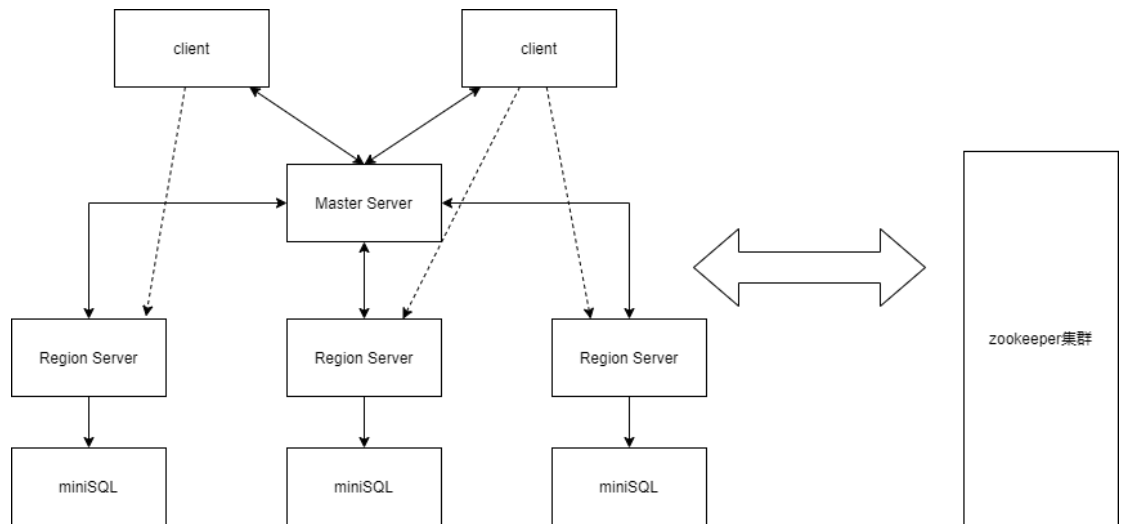 client
client
Master Server
Region Server
Region Server
Region Server
zookeeper集群
miniSQL
miniSQL
miniSQL